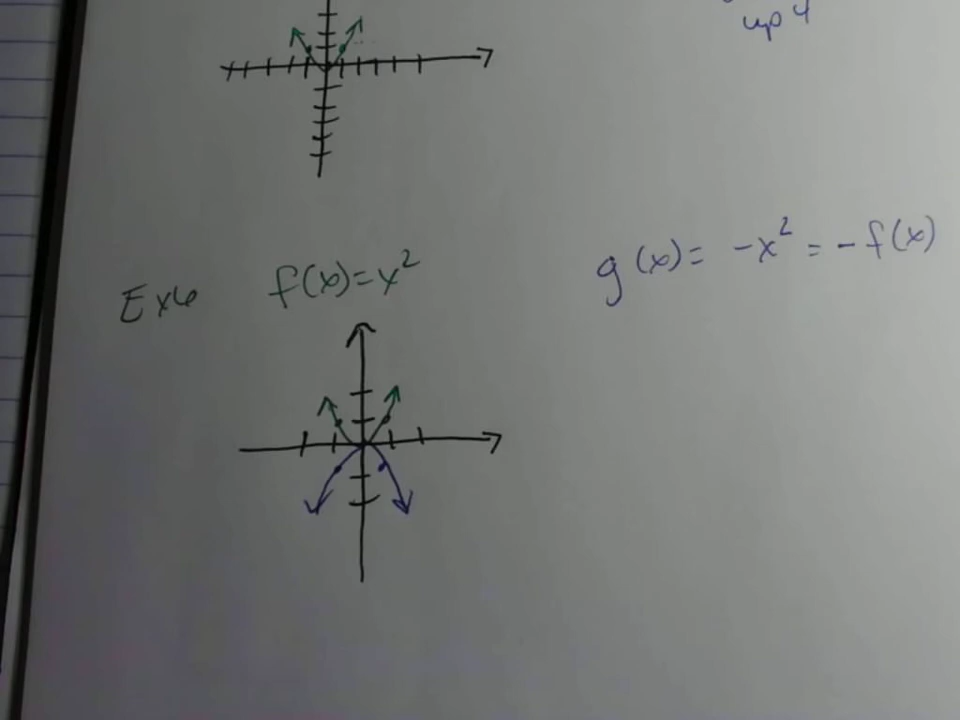 up 4
Ex6 f(x)=x² g(x)= -x² = -f(x)